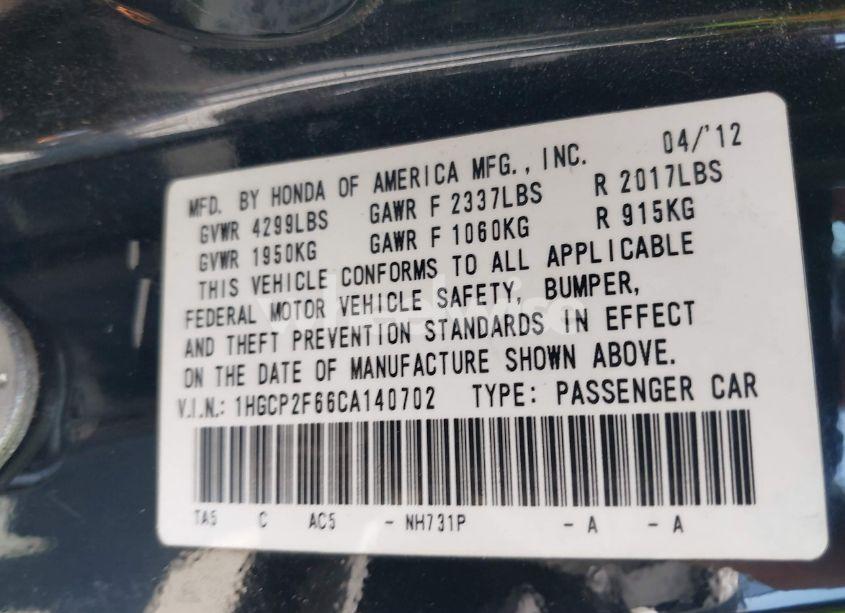 MFD. BY HONDA OF AMERICA MFG., INC. 04/'12
GVWR 4299LBS GAWR F 2337LBS R 2017LBS
GVWR 1950KG GAWR F 1060KG R 915KG
THIS VEHICLE CONFORMS TO ALL APPLICABLE
FEDERAL MOTOR VEHICLE SAFETY, BUMPER,
AND THEFT PREVENTION STANDARDS IN EFFECT
ON THE DATE OF MANUFACTURE SHOWN ABOVE.
V.I.N.: 1HGCP2F66CA140702 TYPE: PASSENGER CAR
TA5 C AC5 - NH731P - A - A